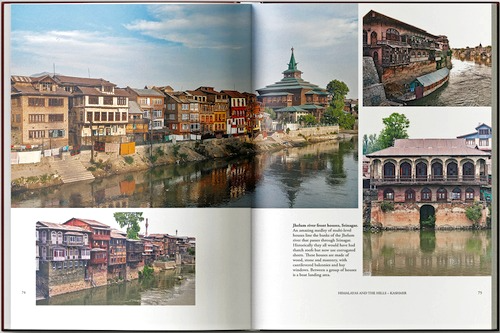 Jhelum river front houses, Srinagar.
An amazing medley of multi-level
houses line the banks of the Jhelum
river that passes through Srinagar.
Historically they all would have had
thatch roofs but now use corrugated
sheets. These houses are made of
wood, stone and masonry, with
cantilevered balconies and bay
windows. Between a group of houses
is a boat landing area.
74
HIMALAYAS AND THE HILLS – KASHMIR
75